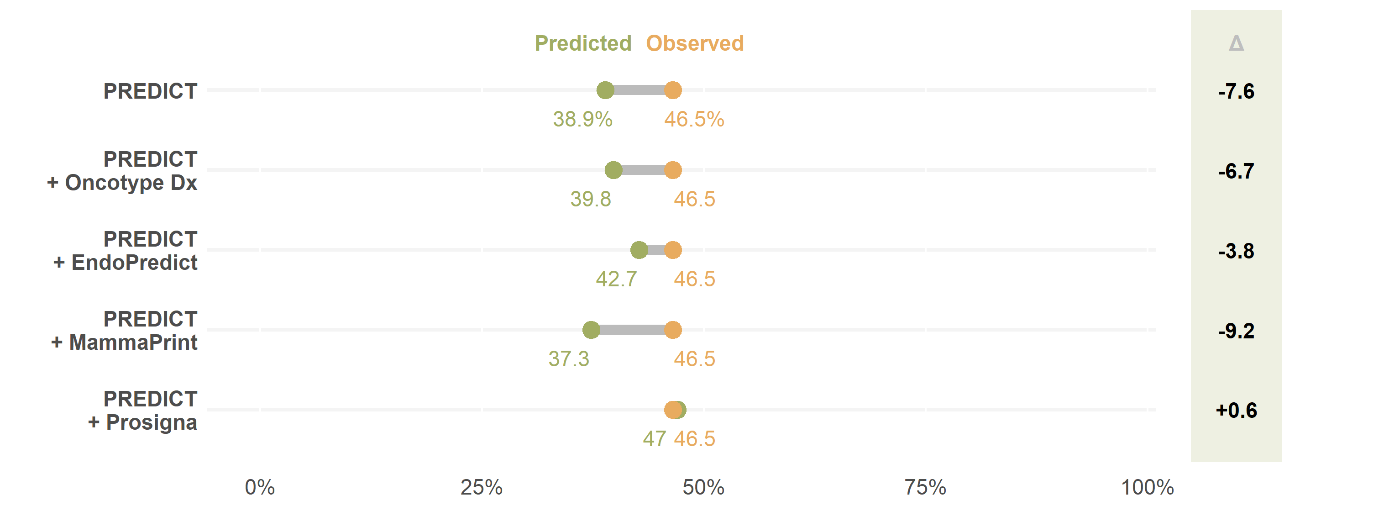 Predicted Observed Δ
PREDICT -7.6
38.9% 46.5%
PREDICT
+ Oncotype Dx -6.7
39.8 46.5
PREDICT
+ EndoPredict -3.8
42.7 46.5
PREDICT
+ MammaPrint -9.2
37.3 46.5
PREDICT
+ Prosigna +0.6
47 46.5
0% 25% 50% 75% 100%